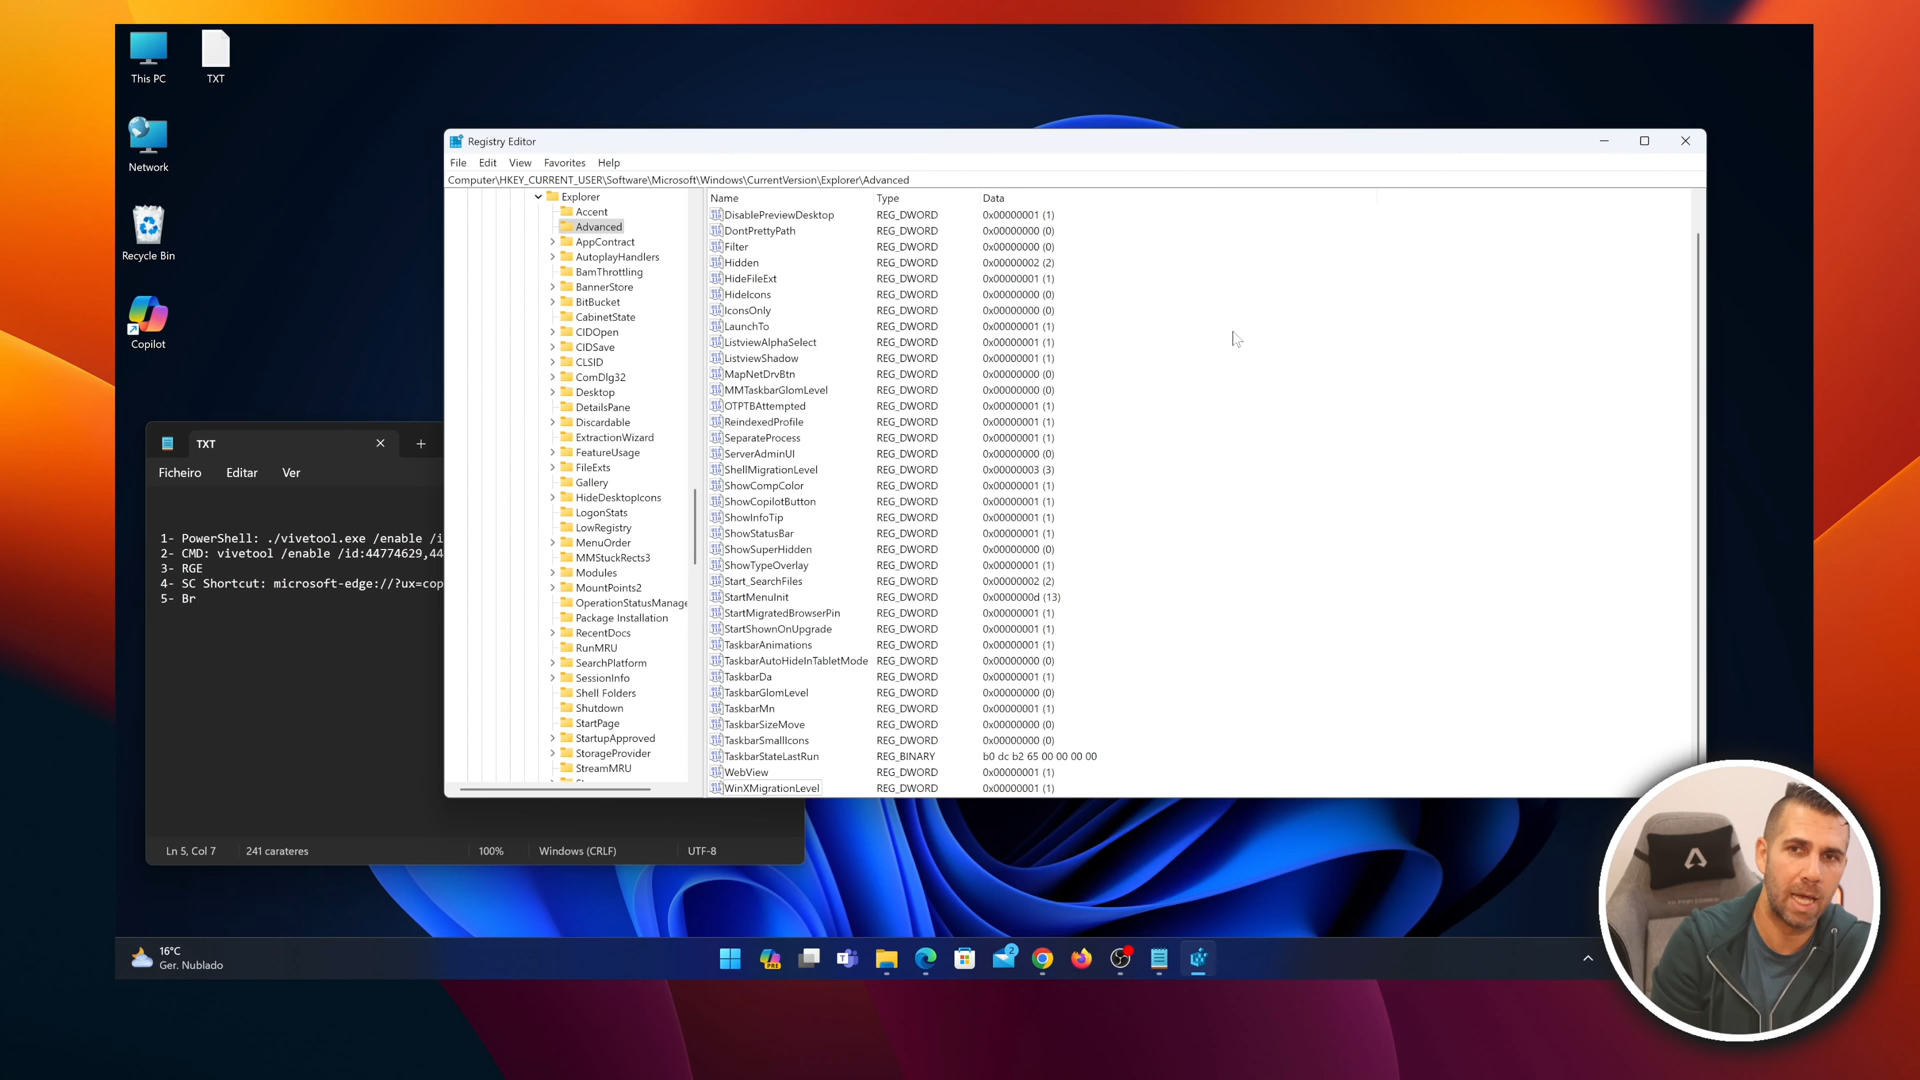 This PC
TXT
Network
Recycle Bin
Copilot
Registry Editor
File Edit View Favorites Help
Computer\HKEY_CURRENT_USER\Software\Microsoft\Windows\CurrentVersion\Explorer\Advanced
Explorer
Accent
Advanced
AppContract
AutoplayHandlers
BamThrottling
BannerStore
BitBucket
CabinetState
CIDOpen
CIDSave
CLSID
ComDlg32
Desktop
DetailsPane
Discardable
ExtractionWizard
FeatureUsage
FileExts
Gallery
HideDesktopIcons
LogonStats
LowRegistry
MenuOrder
MMStuckRects3
Modules
MountPoints2
OperationStatusManage
Package Installation
RecentDocs
RunMRU
SearchPlatform
SessionInfo
Shell Folders
Shutdown
StartPage
StartupApproved
StorageProvider
StreamMRU
Name Type Data
DisablePreviewDesktop REG_DWORD 0x00000001 (1)
DontPrettyPath REG_DWORD 0x00000000 (0)
Filter REG_DWORD 0x00000000 (0)
Hidden REG_DWORD 0x00000002 (2)
HideFileExt REG_DWORD 0x00000001 (1)
HideIcons REG_DWORD 0x00000000 (0)
IconsOnly REG_DWORD 0x00000000 (0)
LaunchTo REG_DWORD 0x00000001 (1)
ListviewAlphaSelect REG_DWORD 0x00000001 (1)
ListviewShadow REG_DWORD 0x00000001 (1)
MapNetDrvBtn REG_DWORD 0x00000000 (0)
MMTaskbarGlomLevel REG_DWORD 0x00000000 (0)
OTPTBAttempted REG_DWORD 0x00000001 (1)
ReindexedProfile REG_DWORD 0x00000001 (1)
SeparateProcess REG_DWORD 0x00000001 (1)
ServerAdminUI REG_DWORD 0x00000000 (0)
ShellMigrationLevel REG_DWORD 0x00000003 (3)
ShowCompColor REG_DWORD 0x00000001 (1)
ShowCopilotButton REG_DWORD 0x00000001 (1)
ShowInfoTip REG_DWORD 0x00000001 (1)
ShowStatusBar REG_DWORD 0x00000001 (1)
ShowSuperHidden REG_DWORD 0x00000000 (0)
ShowTypeOverlay REG_DWORD 0x00000001 (1)
Start_SearchFiles REG_DWORD 0x00000002 (2)
StartMenuInit REG_DWORD 0x0000000d (13)
StartMigratedBrowserPin REG_DWORD 0x00000001 (1)
StartShownOnUpgrade REG_DWORD 0x00000001 (1)
TaskbarAnimations REG_DWORD 0x00000001 (1)
TaskbarAutoHideInTabletMode REG_DWORD 0x00000000 (0)
TaskbarDa REG_DWORD 0x00000001 (1)
TaskbarGlomLevel REG_DWORD 0x00000000 (0)
TaskbarMn REG_DWORD 0x00000001 (1)
TaskbarSizeMove REG_DWORD 0x00000000 (0)
TaskbarSmallIcons REG_DWORD 0x00000000 (0)
TaskbarStateLastRun REG_BINARY b0 dc b2 65 00 00 00 00
WebView REG_DWORD 0x00000001 (1)
WinXMigrationLevel REG_DWORD 0x00000001 (1)
TXT
Ficheiro Editar Ver
1- PowerShell: ./vivetool.exe /enable /i
2- CMD: vivetool /enable /id:44774629,44
3- RGE
4- SC Shortcut: microsoft-edge://?ux=cop
5- Br
Ln 5, Col 7 241 carateres 100% Windows (CRLF) UTF-8
16°C
Ger. Nublado
PRE
2